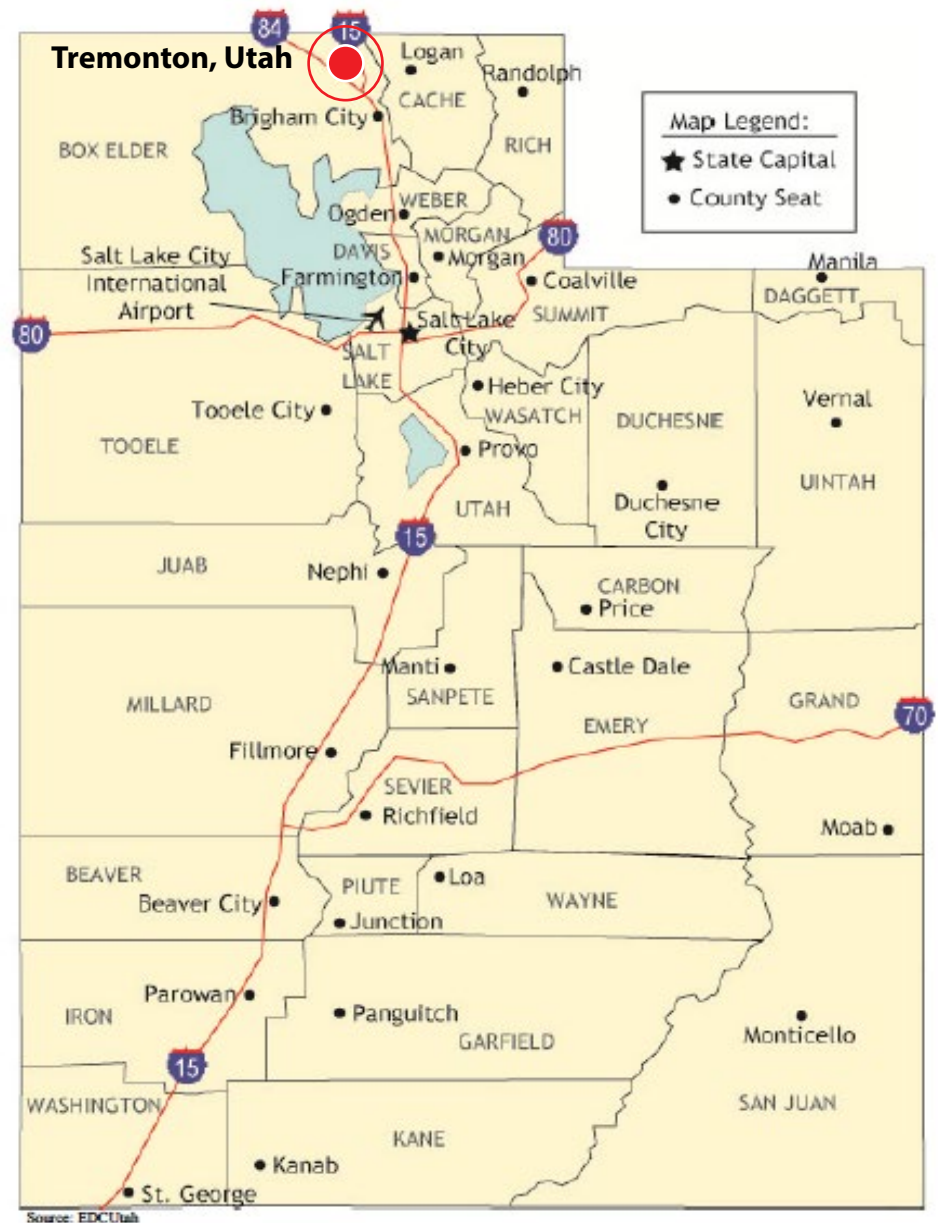 84
15
Tremonton, Utah
Logan
Randolph
CACHE
Map Legend:
State Capital
County Seat
Brigham City
BOX ELDER
RICH
WEBER
Ogden
MORGAN
80
DAVIS
Morgan
Salt Lake City
International
Airport
Farmington
Coalville
Manila
DAGGETT
SUMMIT
80
Salt Lake
City
SALT
LAKE
Heber City
WASATCH
Tooele City
DUCHESNE
Vernal
TOOELE
Provo
UINTAH
Duchesne
City
UTAH
15
JUAB
Nephi
CARBON
Price
Manti
Castle Dale
SANPETE
MILLARD
GRAND
70
EMERY
Fillmore
SEVIER
Richfield
Moab
BEAVER
PIUTE
Loa
Beaver City
WAYNE
Junction
Parowan
IRON
Panguitch
GARFIELD
Monticello
15
WASHINGTON
SAN JUAN
KANE
Kanab
St. George
Source: EDCUtah